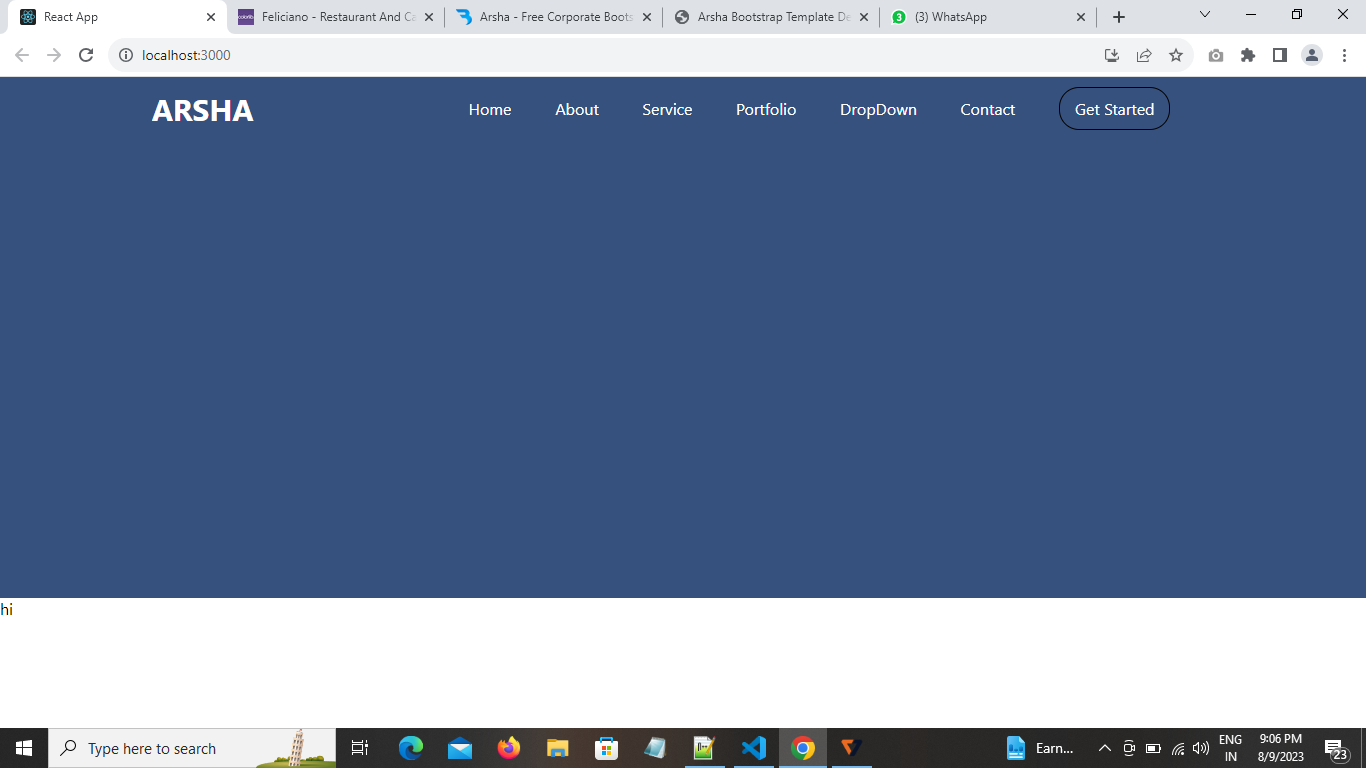 React App
Feliciano - Restaurant And Ca
Arsha - Free Corporate Boots
Arsha Bootstrap Template De
3
(3) WhatsApp
localhost:3000
ARSHA
Home
About
Service
Portfolio
DropDown
Contact
Get Started
hi
Type here to search
Earn...
ENG
IN
9:06 PM
8/9/2023
23